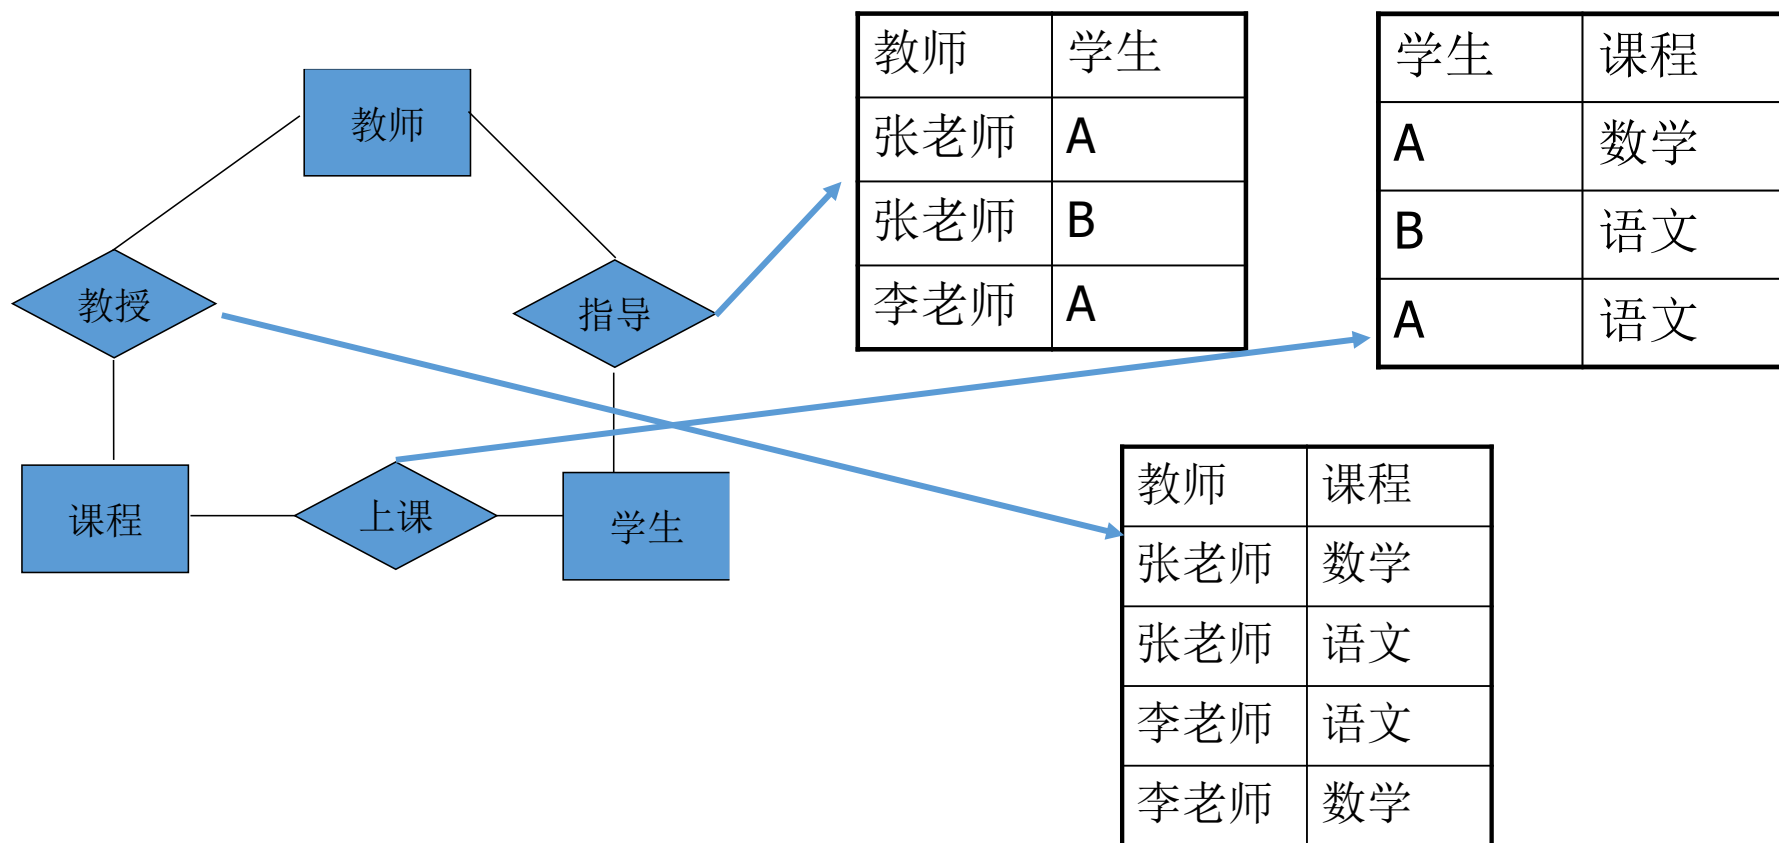 教师
教授
指导
课程
上课
学生
教师 学生
张老师 A
张老师 B
李老师 A
学生 课程
A 数学
B 语文
A 语文
教师 课程
张老师 数学
张老师 语文
李老师 语文
李老师 数学